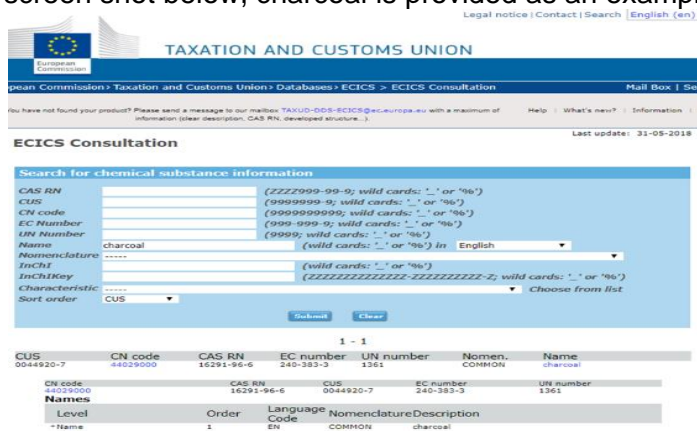 screen shot below, charcoal is provided as an exampl
Legal notice | Contact | Search English (en)
European
Commission
TAXATION AND CUSTOMS UNION
pean Commission > Taxation and Customs Union > Databases > ECICS > ECICS Consultation Mail Box | Se
You have not found your product? Please send a message to our mailbox TAXUD-DDS-ECICS@ec.europa.eu with a maximum of Help What's new? Information
information (clear description, CAS RN, developed structure...).
Last update: 31-05-2018
ECICS Consultation
Search for chemical substance information
CAS RN (ZZZZ999-99-9; wild cards: '_' or '%')
CUS (9999999-9; wild cards: '_' or '%')
CN code (9999999999; wild cards: '_' or '%')
EC Number (999-999-9; wild cards: '_' or '%')
UN Number (9999; wild cards: '_' or '%')
Name charcoal (wild cards: '_' or '%') in English
Nomenclature -----
InChI (wild cards: '_' or '%')
InChIKey (ZZZZZZZZZZZZZZ-ZZZZZZZZZZ-Z; wild cards: '_' or '%')
Characteristic ----- Choose from list
Sort order CUS
Submit Clear
1 - 1
CUS CN code CAS RN EC number UN number Nomen. Name
0044920-7 44029000 16291-96-6 240-383-3 1361 COMMON charcoal
CN code CAS RN CUS EC number UN number
44029000 16291-96-6 0044920-7 240-383-3 1361
Names
Level Order Language Code Nomenclature Description
Name 1 EN COMMON charcoal